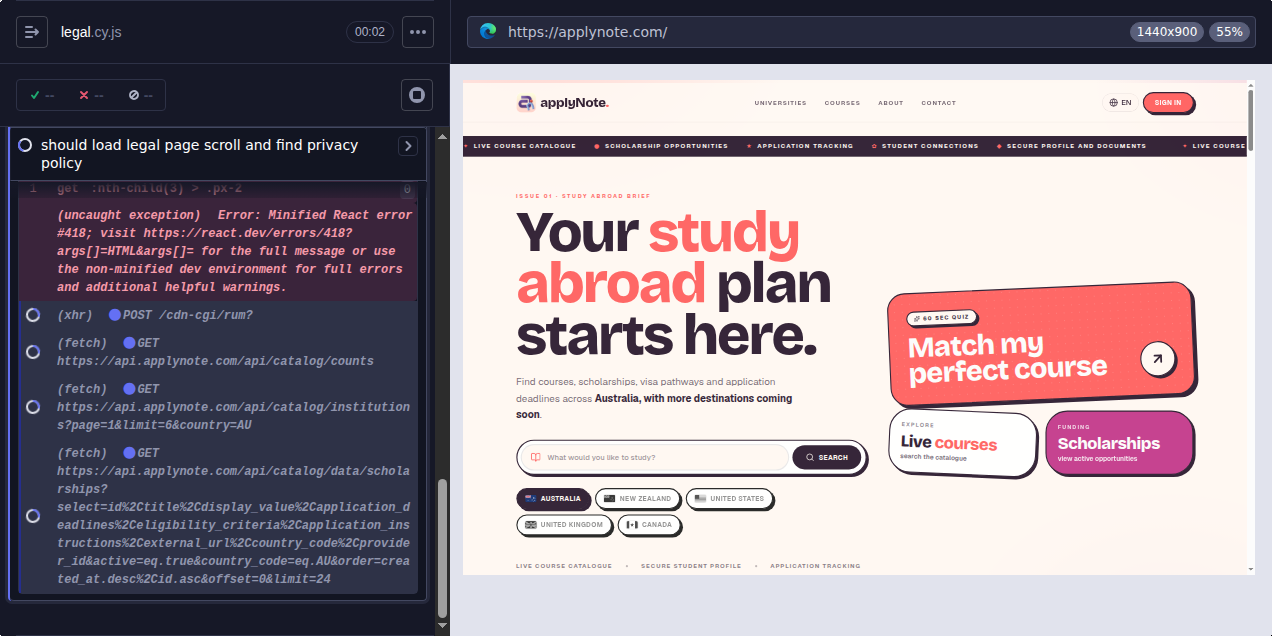 legal.cy.js
00:02
--
--
--
should load legal page scroll and find privacy
policy
1 get :nth-child(3) > .px-2 0
(uncaught exception) Error: Minified React error
#418; visit https://react.dev/errors/418?
args[]=HTML&args[]= for the full message or use
the non-minified dev environment for full errors
and additional helpful warnings.
(xhr) POST /cdn-cgi/rum?
(fetch) GET
https://api.applynote.com/api/catalog/counts
(fetch) GET
https://api.applynote.com/api/catalog/institution
s?page=1&limit=6&country=AU
(fetch) GET
https://api.applynote.com/api/catalog/data/schola
rships?
select=id%2Ctitle%2Cdisplay_value%2Capplication_d
eadlines%2Celigibility_criteria%2Capplication_ins
tructions%2Cexternal_url%2Ccountry_code%2Cprovide
r_id&active=eq.true&country_code=eq.AU&order=crea
ted_at.desc%2Cid.asc&offset=0&limit=24
https://applynote.com/
1440x900
55%
applyNote.
UNIVERSITIES COURSES ABOUT CONTACT
EN
SIGN IN
LIVE COURSE CATALOGUE SCHOLARSHIP OPPORTUNITIES APPLICATION TRACKING STUDENT CONNECTIONS SECURE PROFILE AND DOCUMENTS LIVE COURSE
ISSUE 01 · STUDY ABROAD BRIEF
Your study
abroad plan
starts here.
Find courses, scholarships, visa pathways and application
deadlines across Australia, with more destinations coming
soon.
What would you like to study?
SEARCH
AUSTRALIA
NEW ZEALAND
UNITED STATES
UNITED KINGDOM
CANADA
LIVE COURSE CATALOGUE • SECURE STUDENT PROFILE • APPLICATION TRACKING
60 SEC QUIZ
Match my
perfect course
EXPLORE
Live courses
search the catalogue
FUNDING
Scholarships
view active opportunities